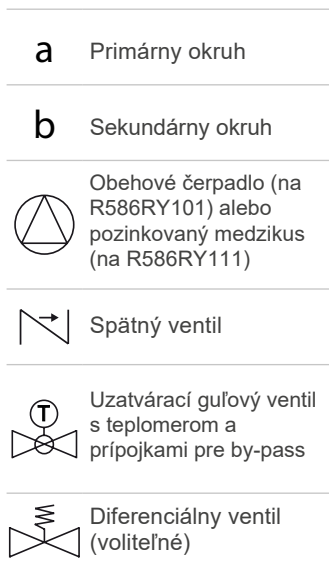 a Primárny okruh
b Sekundárny okruh
Obehové čerpadlo (na
R586RY101) alebo
pozinkovaný medzikus
(na R586RY111)
Spätný ventil
T
Uzatvárací guľový ventil
s teplomerom a
prípojkami pre by-pass
Diferenciálny ventil
(voliteľné)